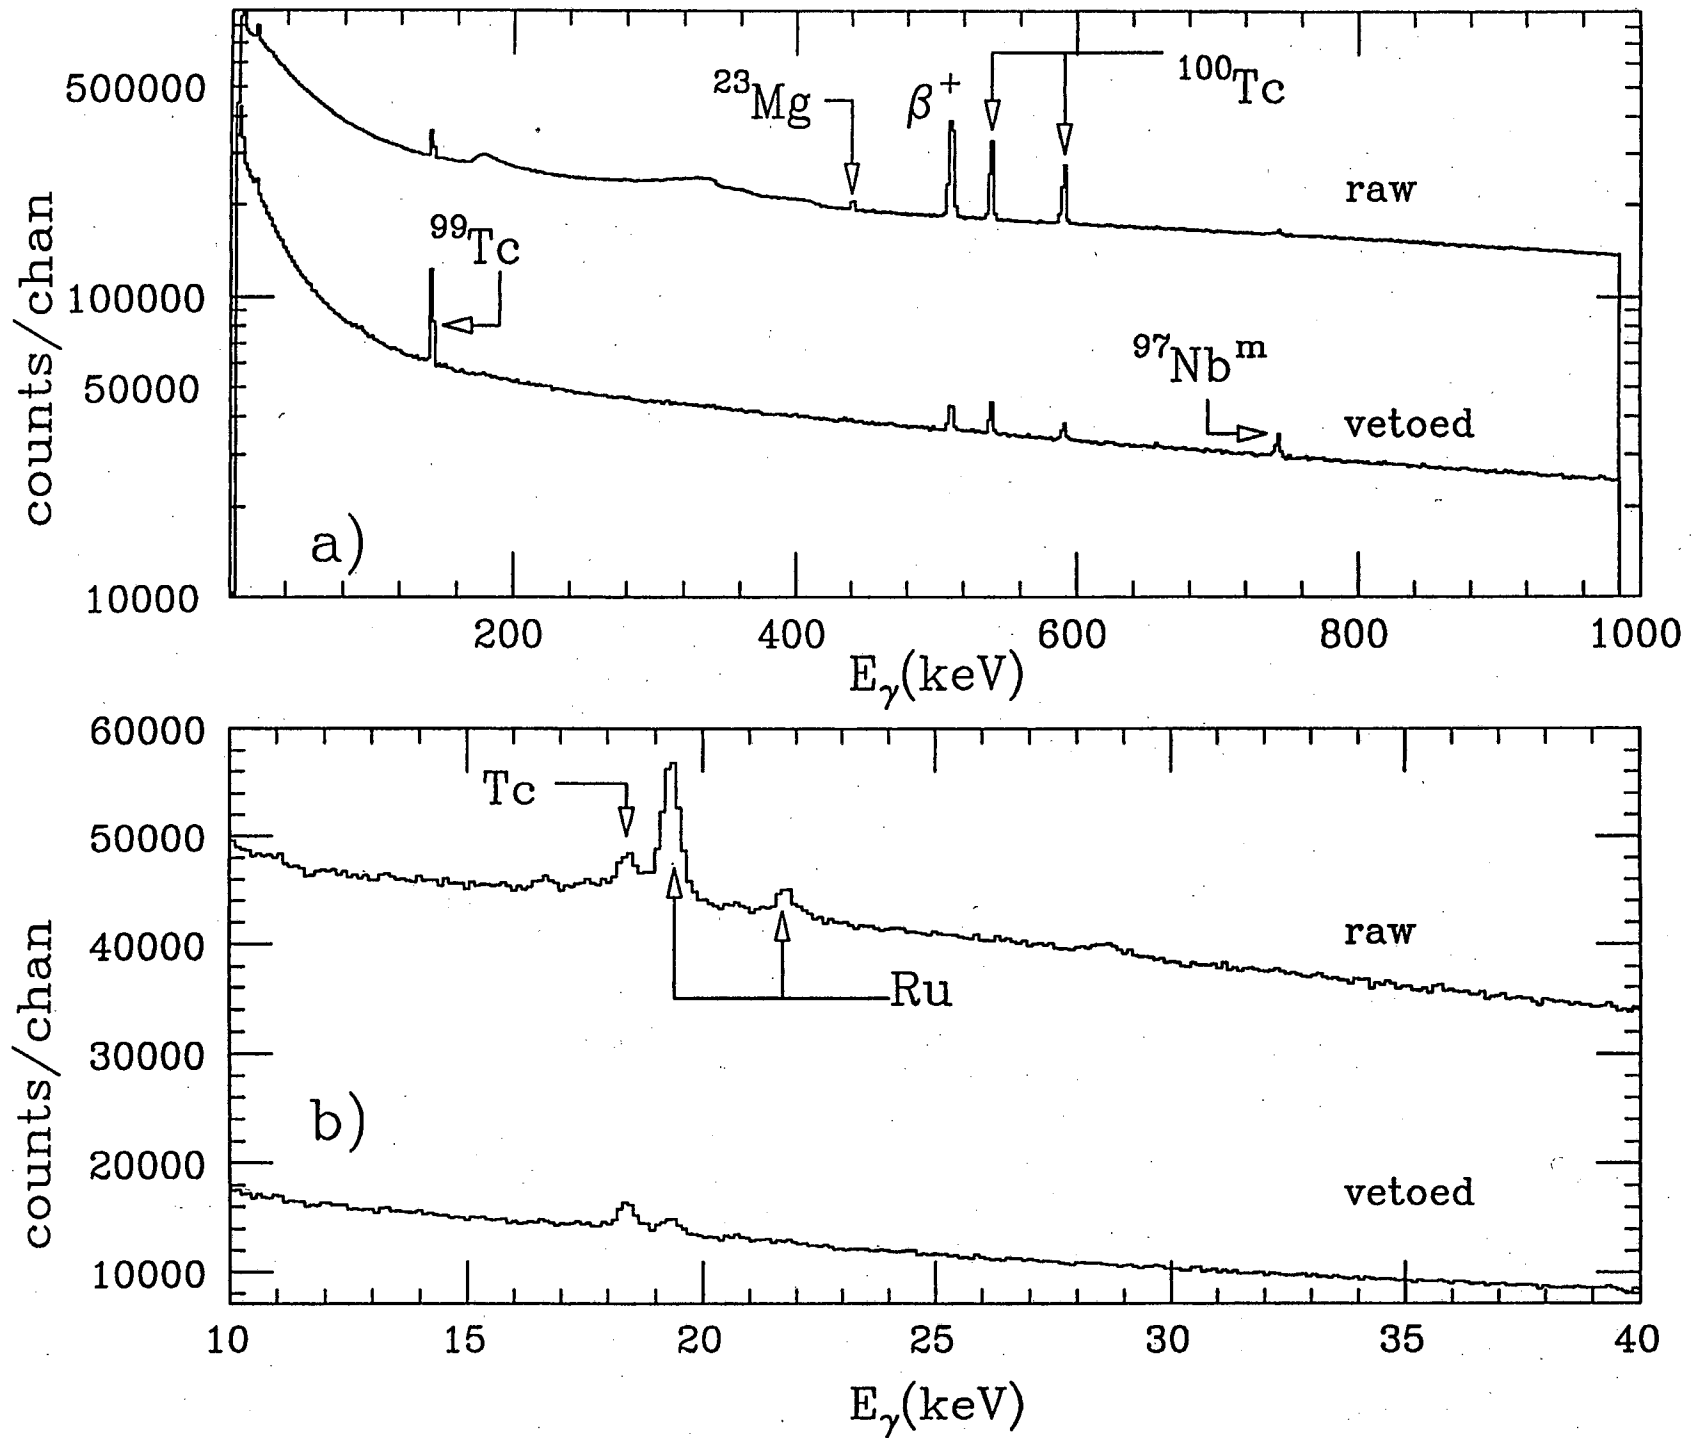 500000
100000
50000
10000
counts/chan
²³Mg
β⁺
¹⁰⁰Tc
raw
⁹⁹Tc
⁹⁷Nbᵐ
vetoed
a)
200 400 600 800 1000
Eᵧ(keV)
60000
50000
40000
30000
20000
10000
counts/chan
Tc
raw
Ru
b)
vetoed
10 15 20 25 30 35 40
Eᵧ(keV)